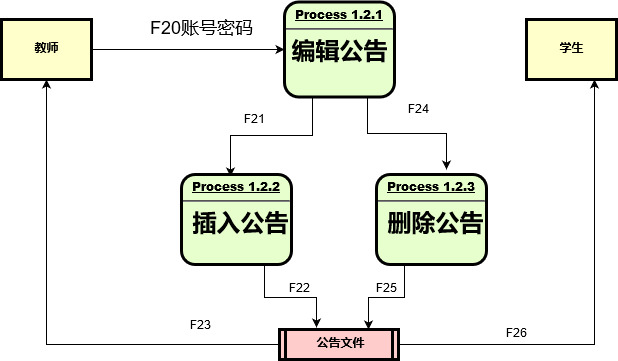 Process 1.2.1
教师
F20账号密码
编辑公告
学生
F21
F24
Process 1.2.2
Process 1.2.3
插入公告
删除公告
F22
F25
F23
公告文件
F26